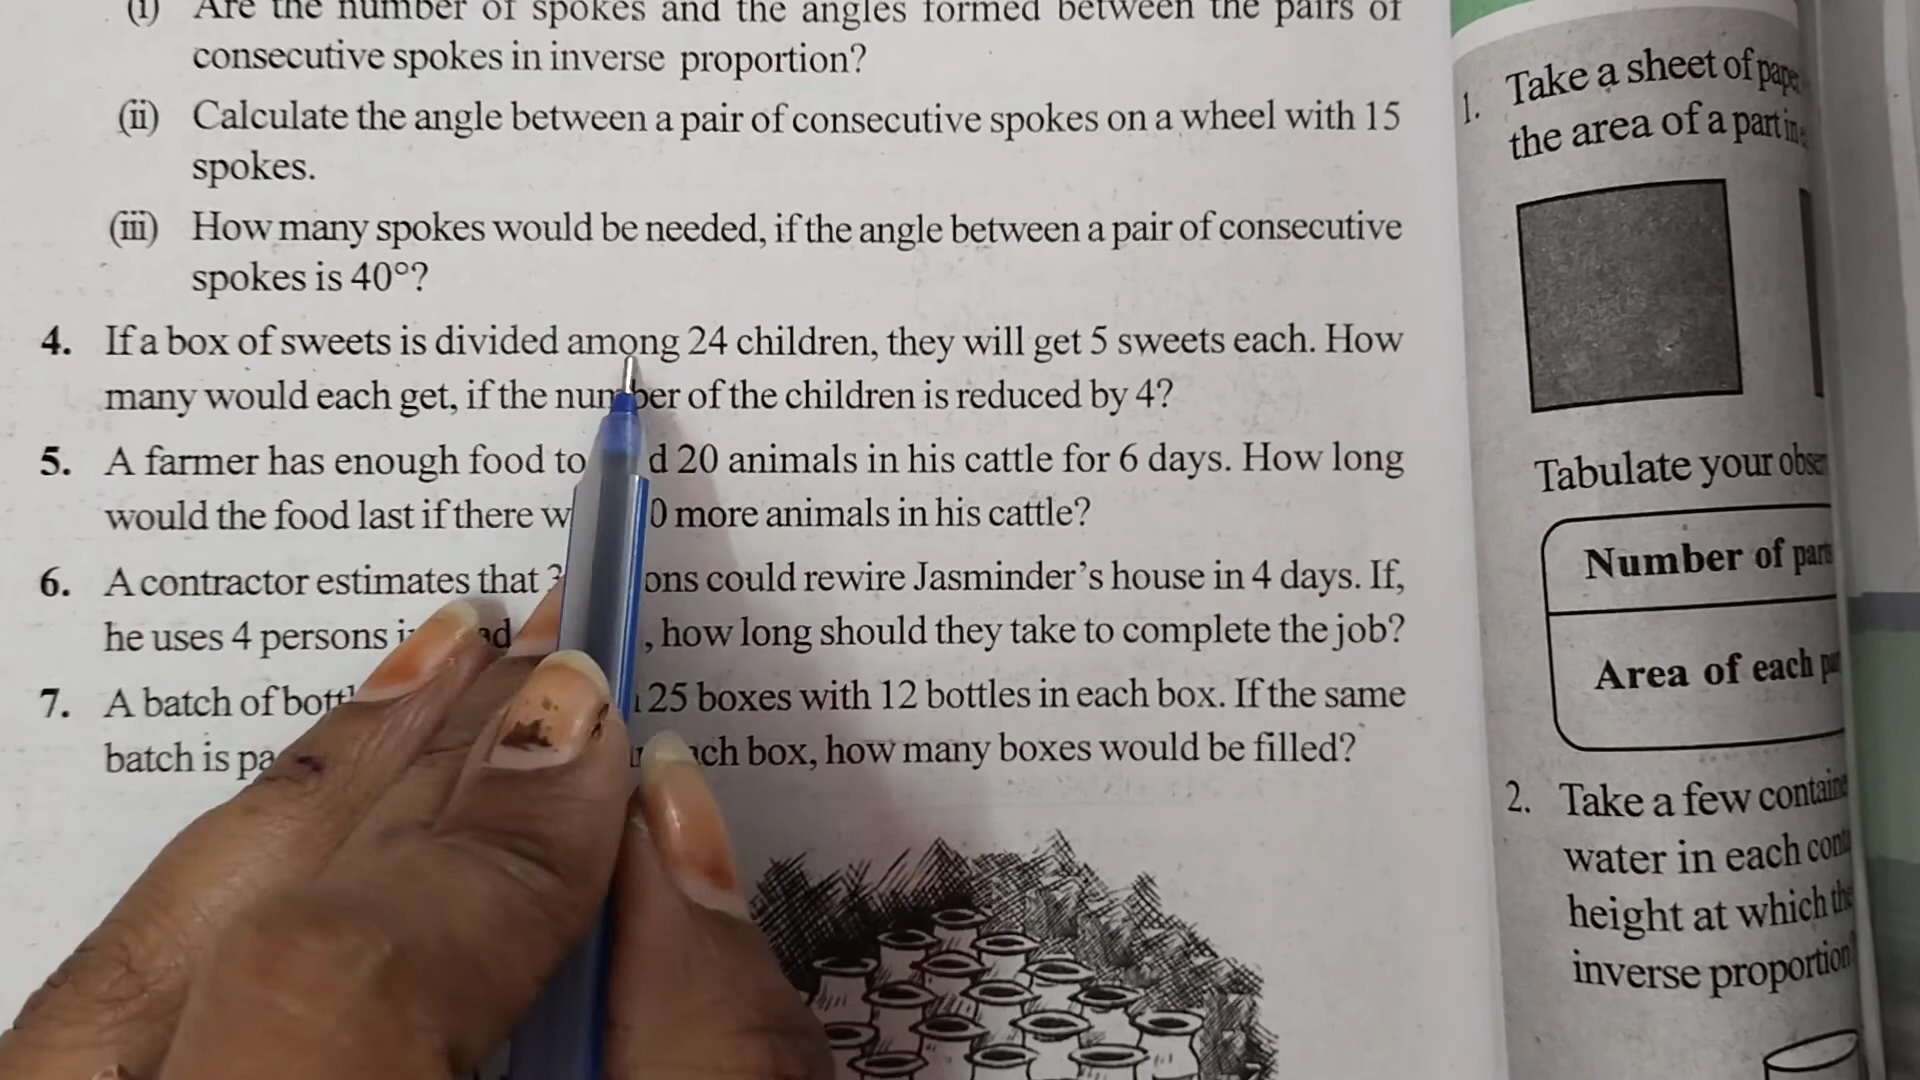 (i) Are the number of spokes and the angles formed between the pairs of
consecutive spokes in inverse proportion?
(ii) Calculate the angle between a pair of consecutive spokes on a wheel with 15
spokes.
(iii) How many spokes would be needed, if the angle between a pair of consecutive
spokes is 40°?
4. If a box of sweets is divided among 24 children, they will get 5 sweets each. How
many would each get, if the number of the children is reduced by 4?
5. A farmer has enough food to d 20 animals in his cattle for 6 days. How long
would the food last if there w 0 more animals in his cattle?
6. A contractor estimates that ons could rewire Jasminder's house in 4 days. If,
he uses 4 persons , how long should they take to complete the job?
7. A batch of 25 boxes with 12 bottles in each box. If the same
batch is pa ach box, how many boxes would be filled?
1. Take a sheet of
the area of a part
Tabulate your
Number of
Area of each
2. Take a few
water in each
height at which
inverse proportion